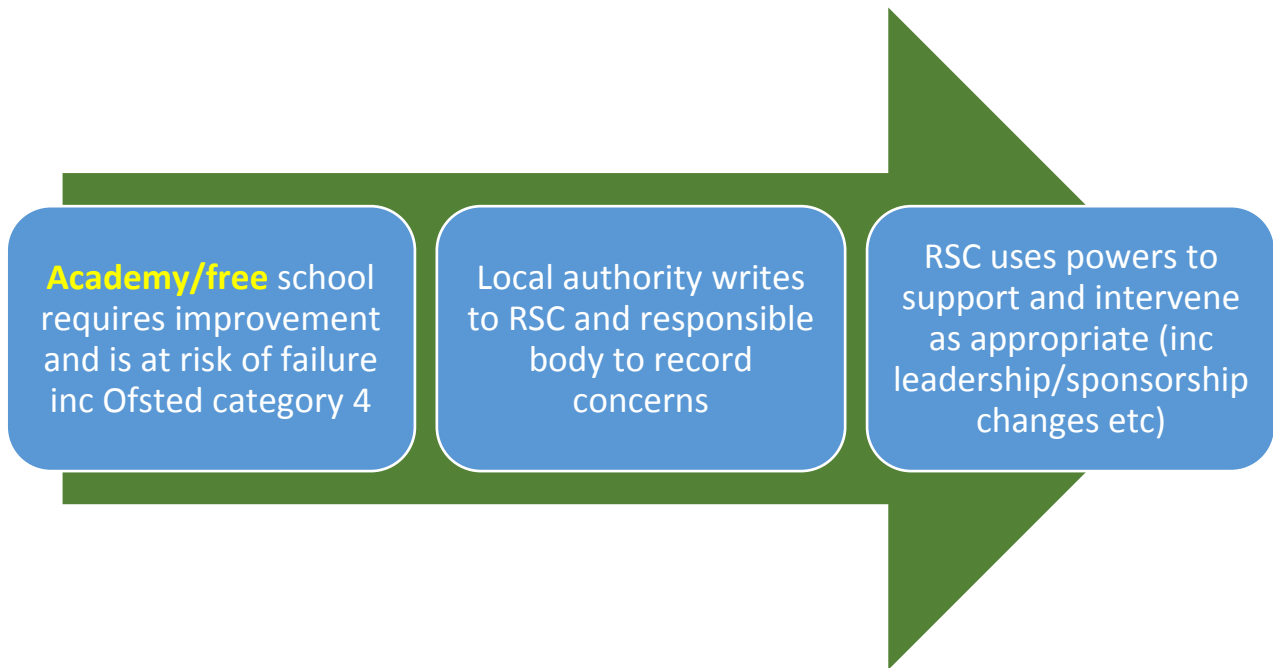 Academy/free school
requires improvement
and is at risk of failure
inc Ofsted category 4
Local authority writes
to RSC and responsible
body to record
concerns
RSC uses powers to
support and intervene
as appropriate (inc
leadership/sponsorship
changes etc)